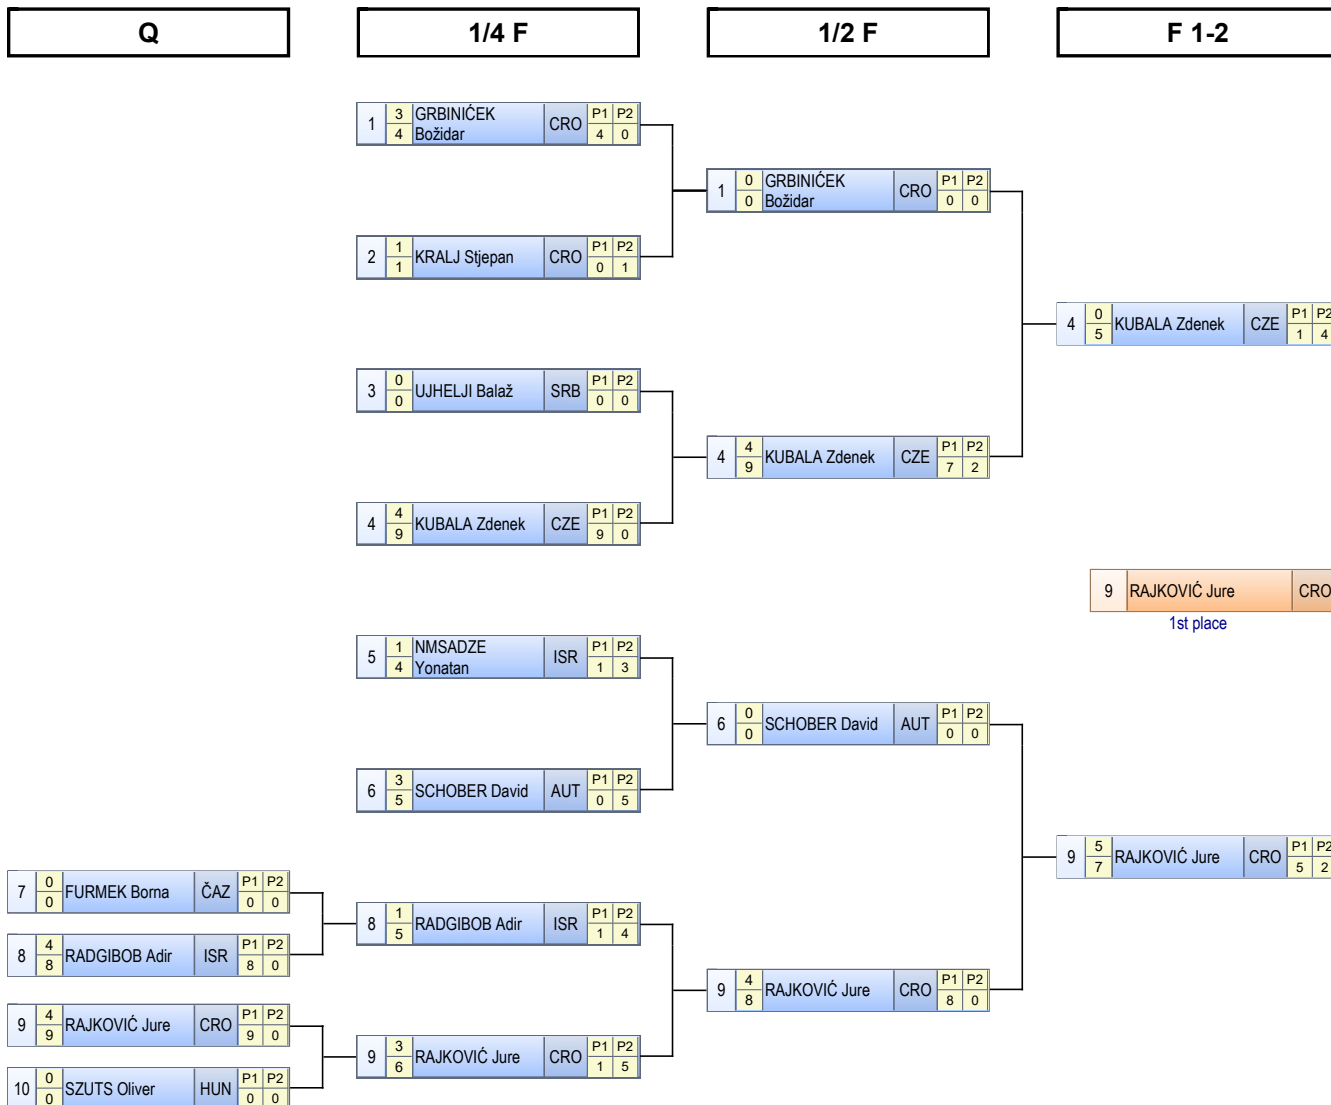 Q 1/4 F 1/2 F F 1-2
1 3 4 GRBINIĆEK Božidar CRO P1 P2 4 0
1 0 0 GRBINIĆEK Božidar CRO P1 P2 0 0
2 1 1 KRALJ Stjepan CRO P1 P2 0 1
4 0 5 KUBALA Zdenek CZE P1 P2 1 4
3 0 0 UJHELJI Balaž SRB P1 P2 0 0
4 4 9 KUBALA Zdenek CZE P1 P2 7 2
4 4 9 KUBALA Zdenek CZE P1 P2 9 0
9 RAJKOVIĆ Jure CRO
1st place
5 1 4 NMSADZE Yonatan ISR P1 P2 1 3
6 0 0 SCHOBER David AUT P1 P2 0 0
6 3 5 SCHOBER David AUT P1 P2 0 5
9 5 7 RAJKOVIĆ Jure CRO P1 P2 5 2
7 0 0 FURMEK Borna ČAZ P1 P2 0 0
8 1 5 RADGIBOB Adir ISR P1 P2 1 4
8 4 8 RADGIBOB Adir ISR P1 P2 8 0
9 4 8 RAJKOVIĆ Jure CRO P1 P2 8 0
9 4 9 RAJKOVIĆ Jure CRO P1 P2 9 0
9 3 6 RAJKOVIĆ Jure CRO P1 P2 1 5
10 0 0 SZUTS Oliver HUN P1 P2 0 0